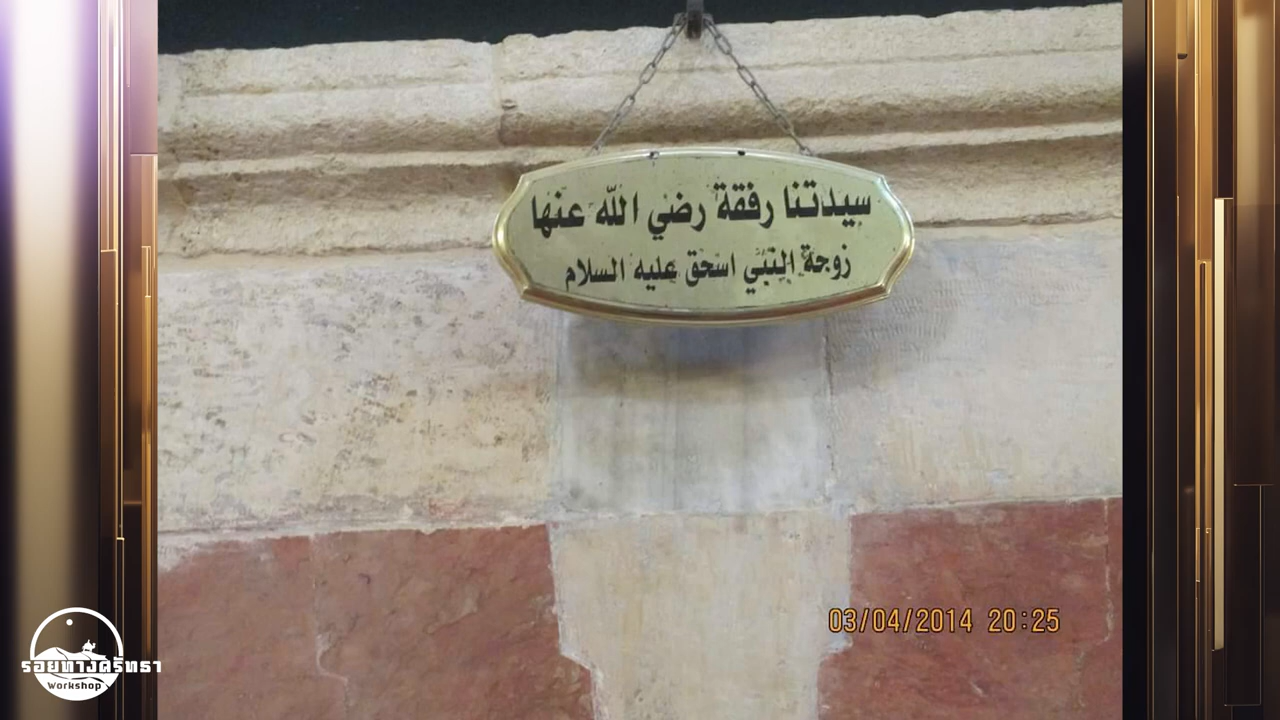 سيدتنا رفقة رضي الله عنها
زوجة النبي اسحق عليه السلام
03/04/2014 20:25
รอยทางศรัทธา
Workshop